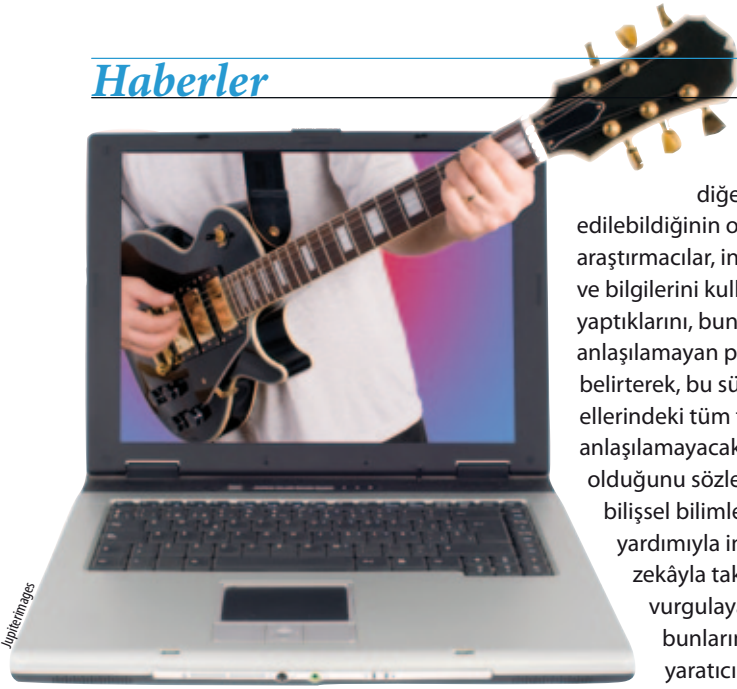 Haberler
diğe
edilebildiğinin o
araştırmacılar, in
ve bilgilerini kull
yaptıklarını, bun
anlaşılamayan p
belirterek, bu sü
ellerindeki tüm
anlaşılamayacak
olduğunu sözle
bilişsel bilimle
yardımıyla in
zekâyla tak
vurgulaya
bunların
yaratıcı
Jupiterimages